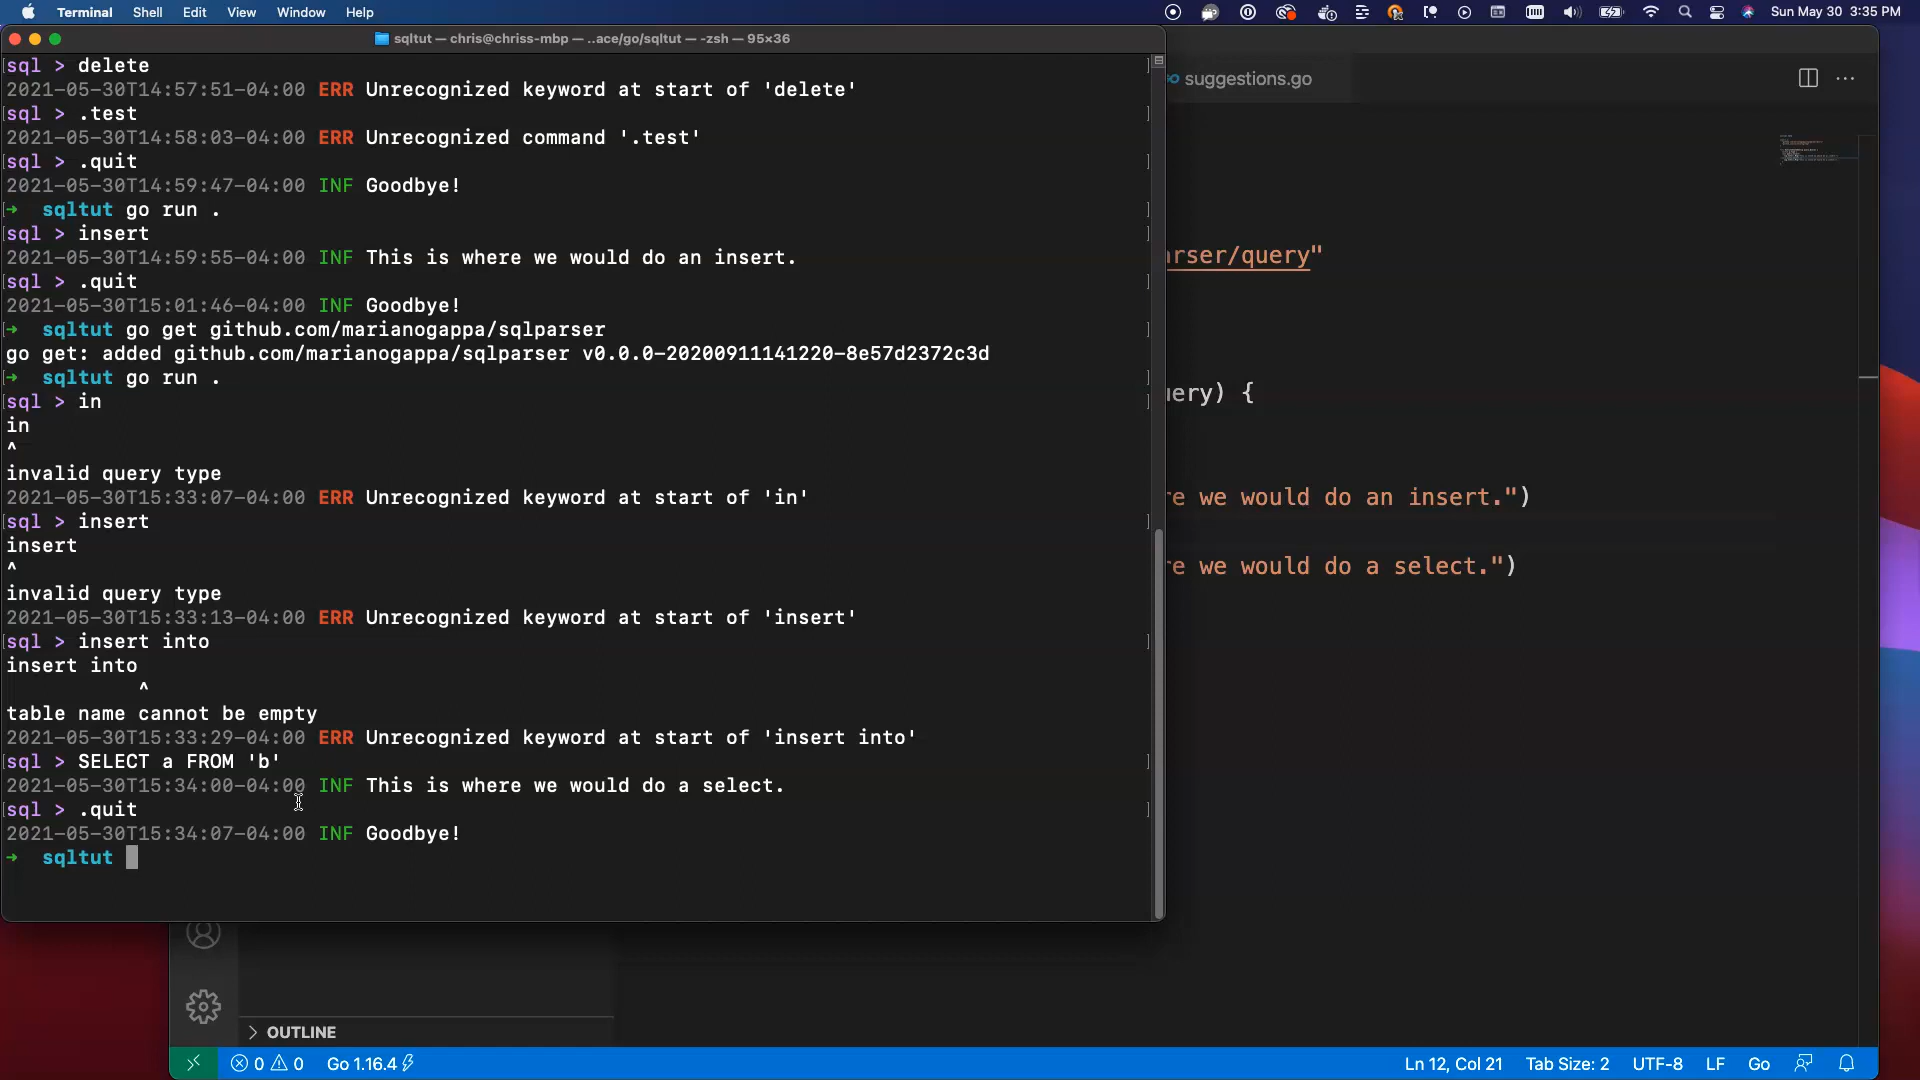 Terminal Shell Edit View Window Help Sun May 30 3:35 PM
sqltut — chris@chriss-mbp — ..ace/go/sqltut — -zsh — 95×36
sql > delete
2021-05-30T14:57:51-04:00 ERR Unrecognized keyword at start of 'delete'
sql > .test
2021-05-30T14:58:03-04:00 ERR Unrecognized command '.test'
sql > .quit
2021-05-30T14:59:47-04:00 INF Goodbye!
→ sqltut go run .
sql > insert
2021-05-30T14:59:55-04:00 INF This is where we would do an insert.
sql > .quit
2021-05-30T15:01:46-04:00 INF Goodbye!
→ sqltut go get github.com/marianogappa/sqlparser
go get: added github.com/marianogappa/sqlparser v0.0.0-20200911141220-8e57d2372c3d
→ sqltut go run .
sql > in
in
^
invalid query type
2021-05-30T15:33:07-04:00 ERR Unrecognized keyword at start of 'in'
sql > insert
insert
^
invalid query type
2021-05-30T15:33:13-04:00 ERR Unrecognized keyword at start of 'insert'
sql > insert into
insert into
^
table name cannot be empty
2021-05-30T15:33:29-04:00 ERR Unrecognized keyword at start of 'insert into'
sql > SELECT a FROM 'b'
2021-05-30T15:34:00-04:00 INF This is where we would do a select.
sql > .quit
2021-05-30T15:34:07-04:00 INF Goodbye!
→ sqltut
suggestions.go
rser/query"
ery) {
re we would do an insert.")
re we would do a select.")
OUTLINE
0 0 Go 1.16.4 Ln 12, Col 21 Tab Size: 2 UTF-8 LF Go